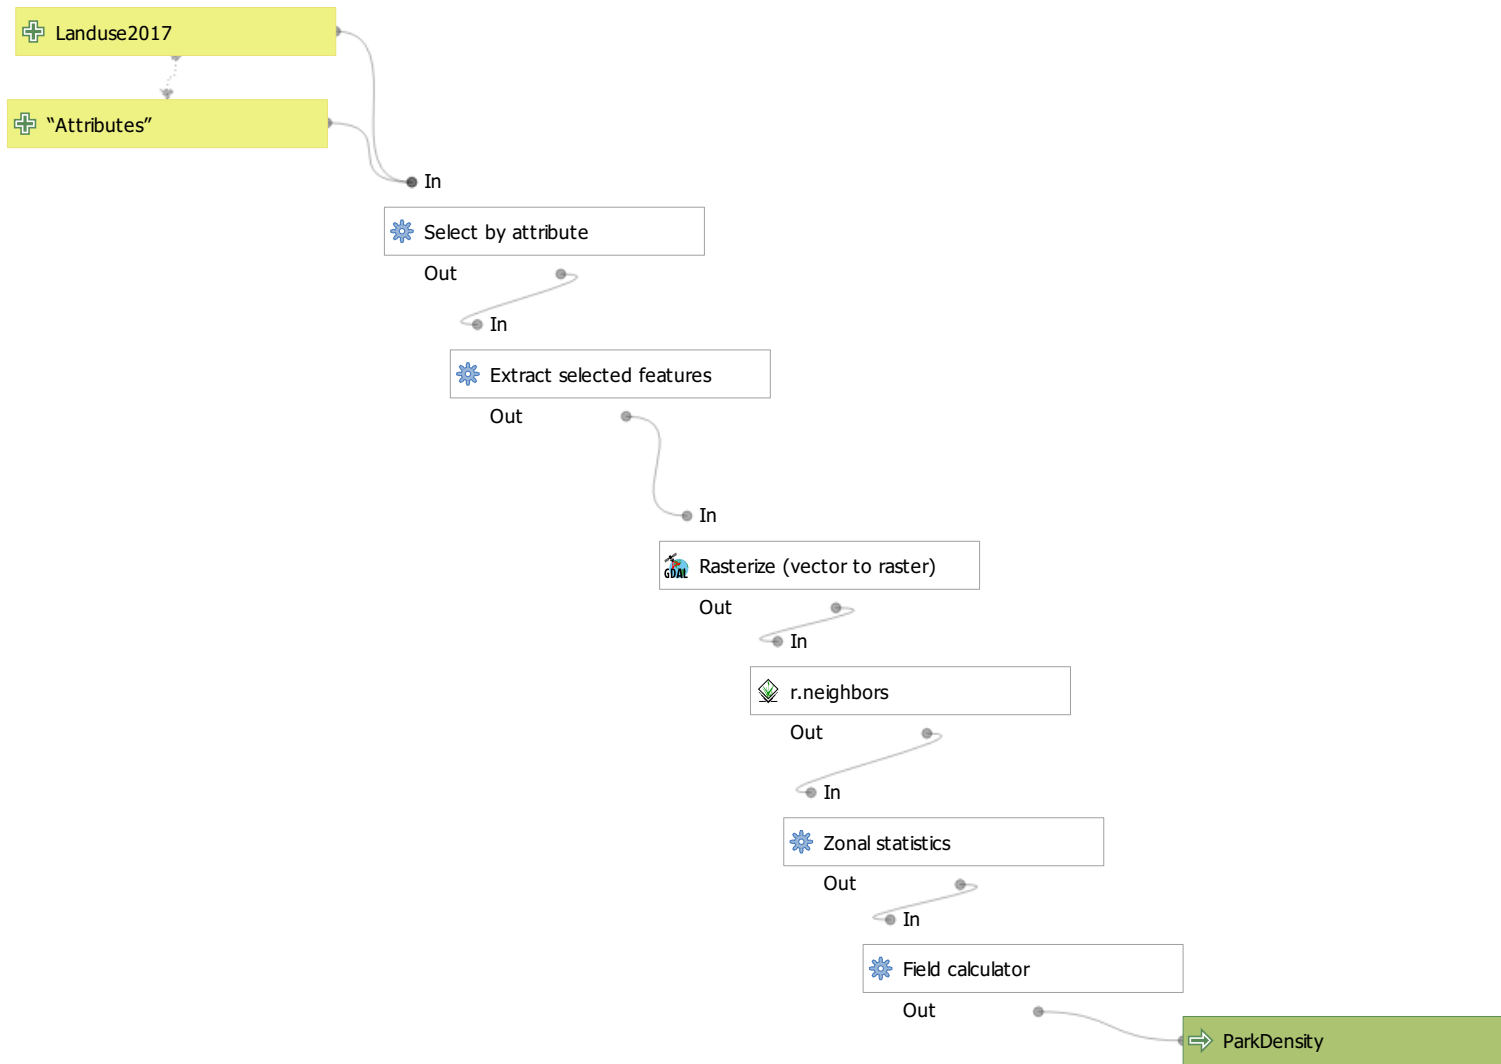 Landuse2017
“Attributes”
In
Select by attribute
Out
In
Extract selected features
Out
In
GDAL Rasterize (vector to raster)
Out
In
r.neighbors
Out
In
Zonal statistics
Out
In
Field calculator
Out
ParkDensity